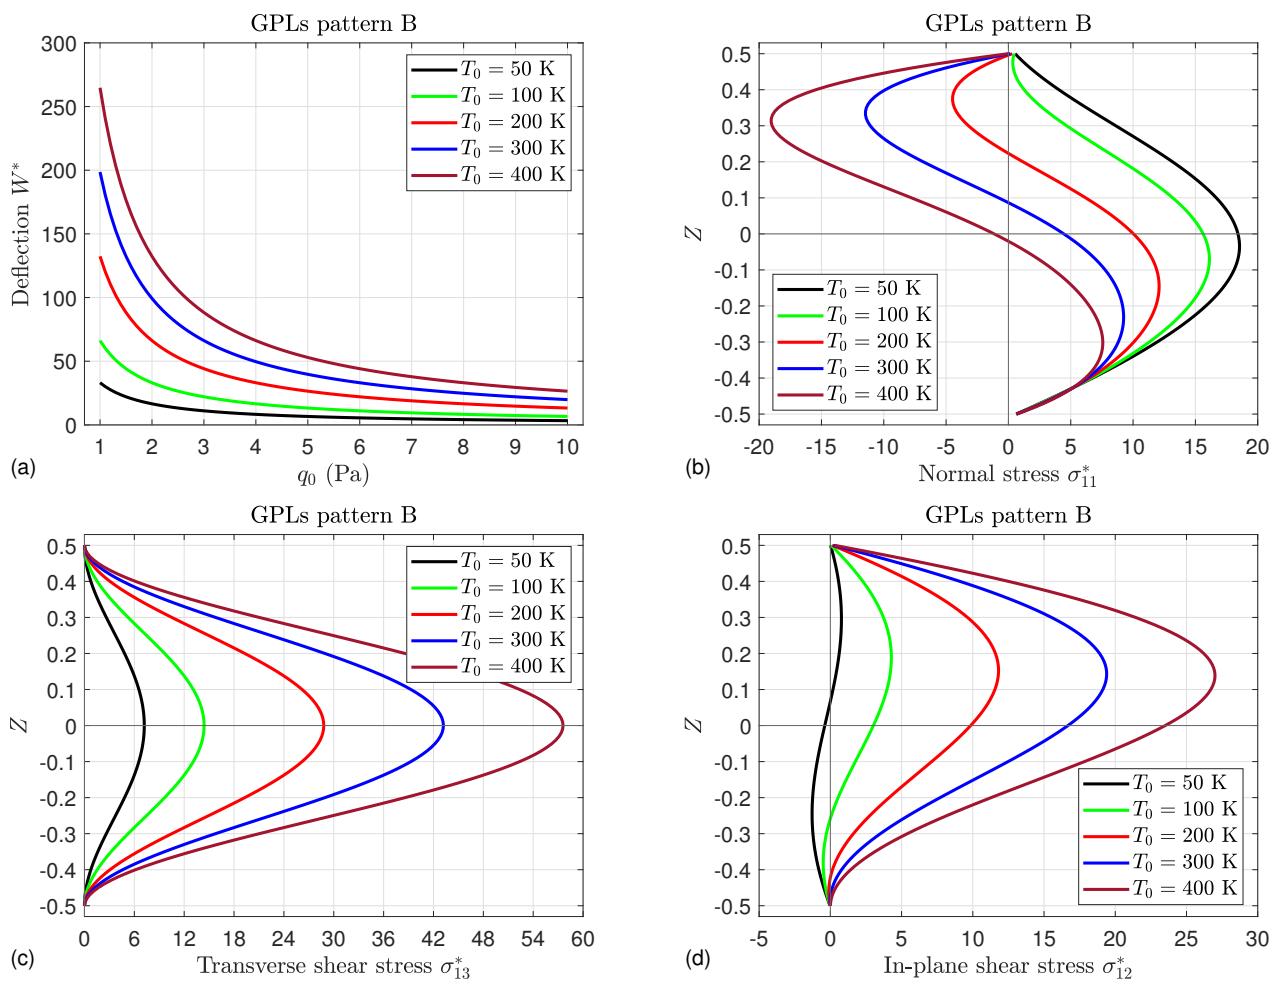 GPLs pattern B
300
250
200
150
100
50
0
Deflection W*
T₀ = 50 K
T₀ = 100 K
T₀ = 200 K
T₀ = 300 K
T₀ = 400 K
1 2 3 4 5 6 7 8 9 10
(a)
q₀ (Pa)
GPLs pattern B
0.5
0.4
0.3
0.2
0.1
0
-0.1
-0.2
-0.3
-0.4
-0.5
Z
T₀ = 50 K
T₀ = 100 K
T₀ = 200 K
T₀ = 300 K
T₀ = 400 K
-20 -15 -10 -5 0 5 10 15 20
(b)
Normal stress σ*₁₁
GPLs pattern B
0.5
0.4
0.3
0.2
0.1
0
-0.1
-0.2
-0.3
-0.4
-0.5
Z
T₀ = 50 K
T₀ = 100 K
T₀ = 200 K
T₀ = 300 K
T₀ = 400 K
0 6 12 18 24 30 36 42 48 54 60
(c)
Transverse shear stress σ*₁₃
GPLs pattern B
0.5
0.4
0.3
0.2
0.1
0
-0.1
-0.2
-0.3
-0.4
-0.5
Z
T₀ = 50 K
T₀ = 100 K
T₀ = 200 K
T₀ = 300 K
T₀ = 400 K
-5 0 5 10 15 20 25 30
(d)
In-plane shear stress σ*₁₂